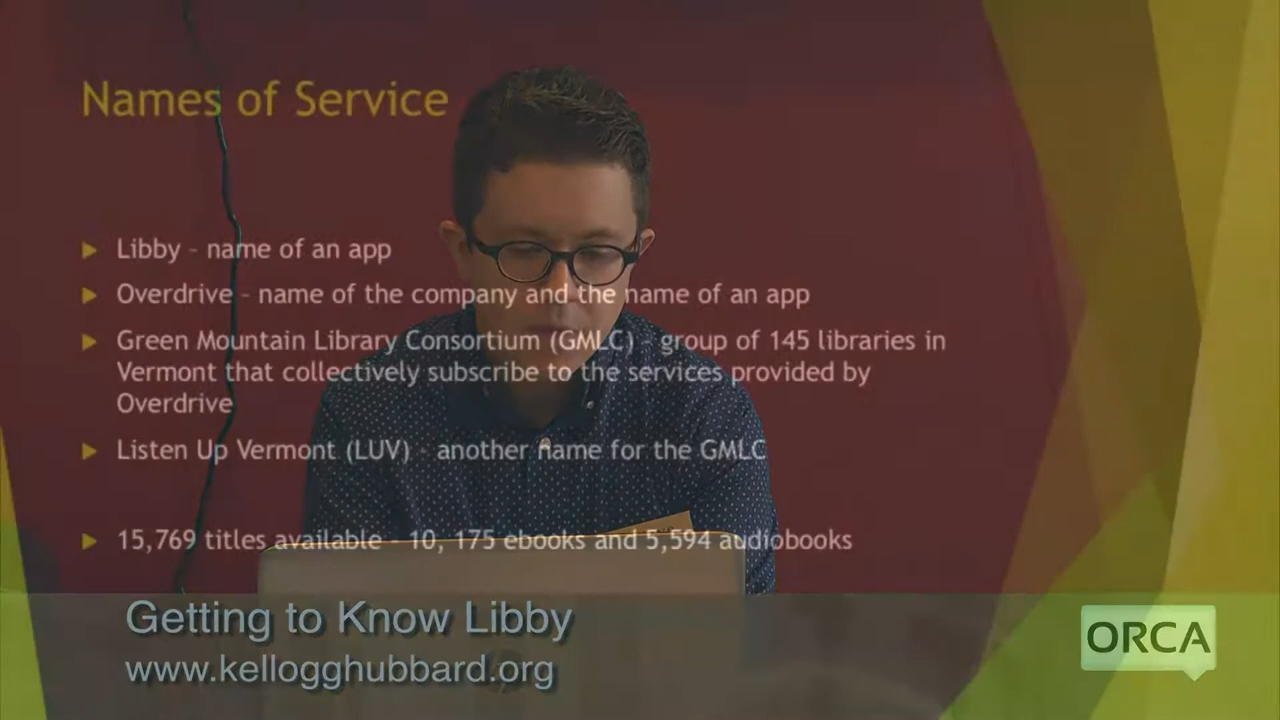 Names of Service
Libby – name of an app
Overdrive – name of the company and the name of an app
Green Mountain Library Consortium (GMLC) – group of 145 libraries in
Vermont that collectively subscribe to the services provided by
Overdrive
Listen Up Vermont (LUV) – another name for the GMLC
15,769 titles available – 10, 175 ebooks and 5,594 audiobooks
Getting to Know Libby
www.kellogghubbard.org
ORCA